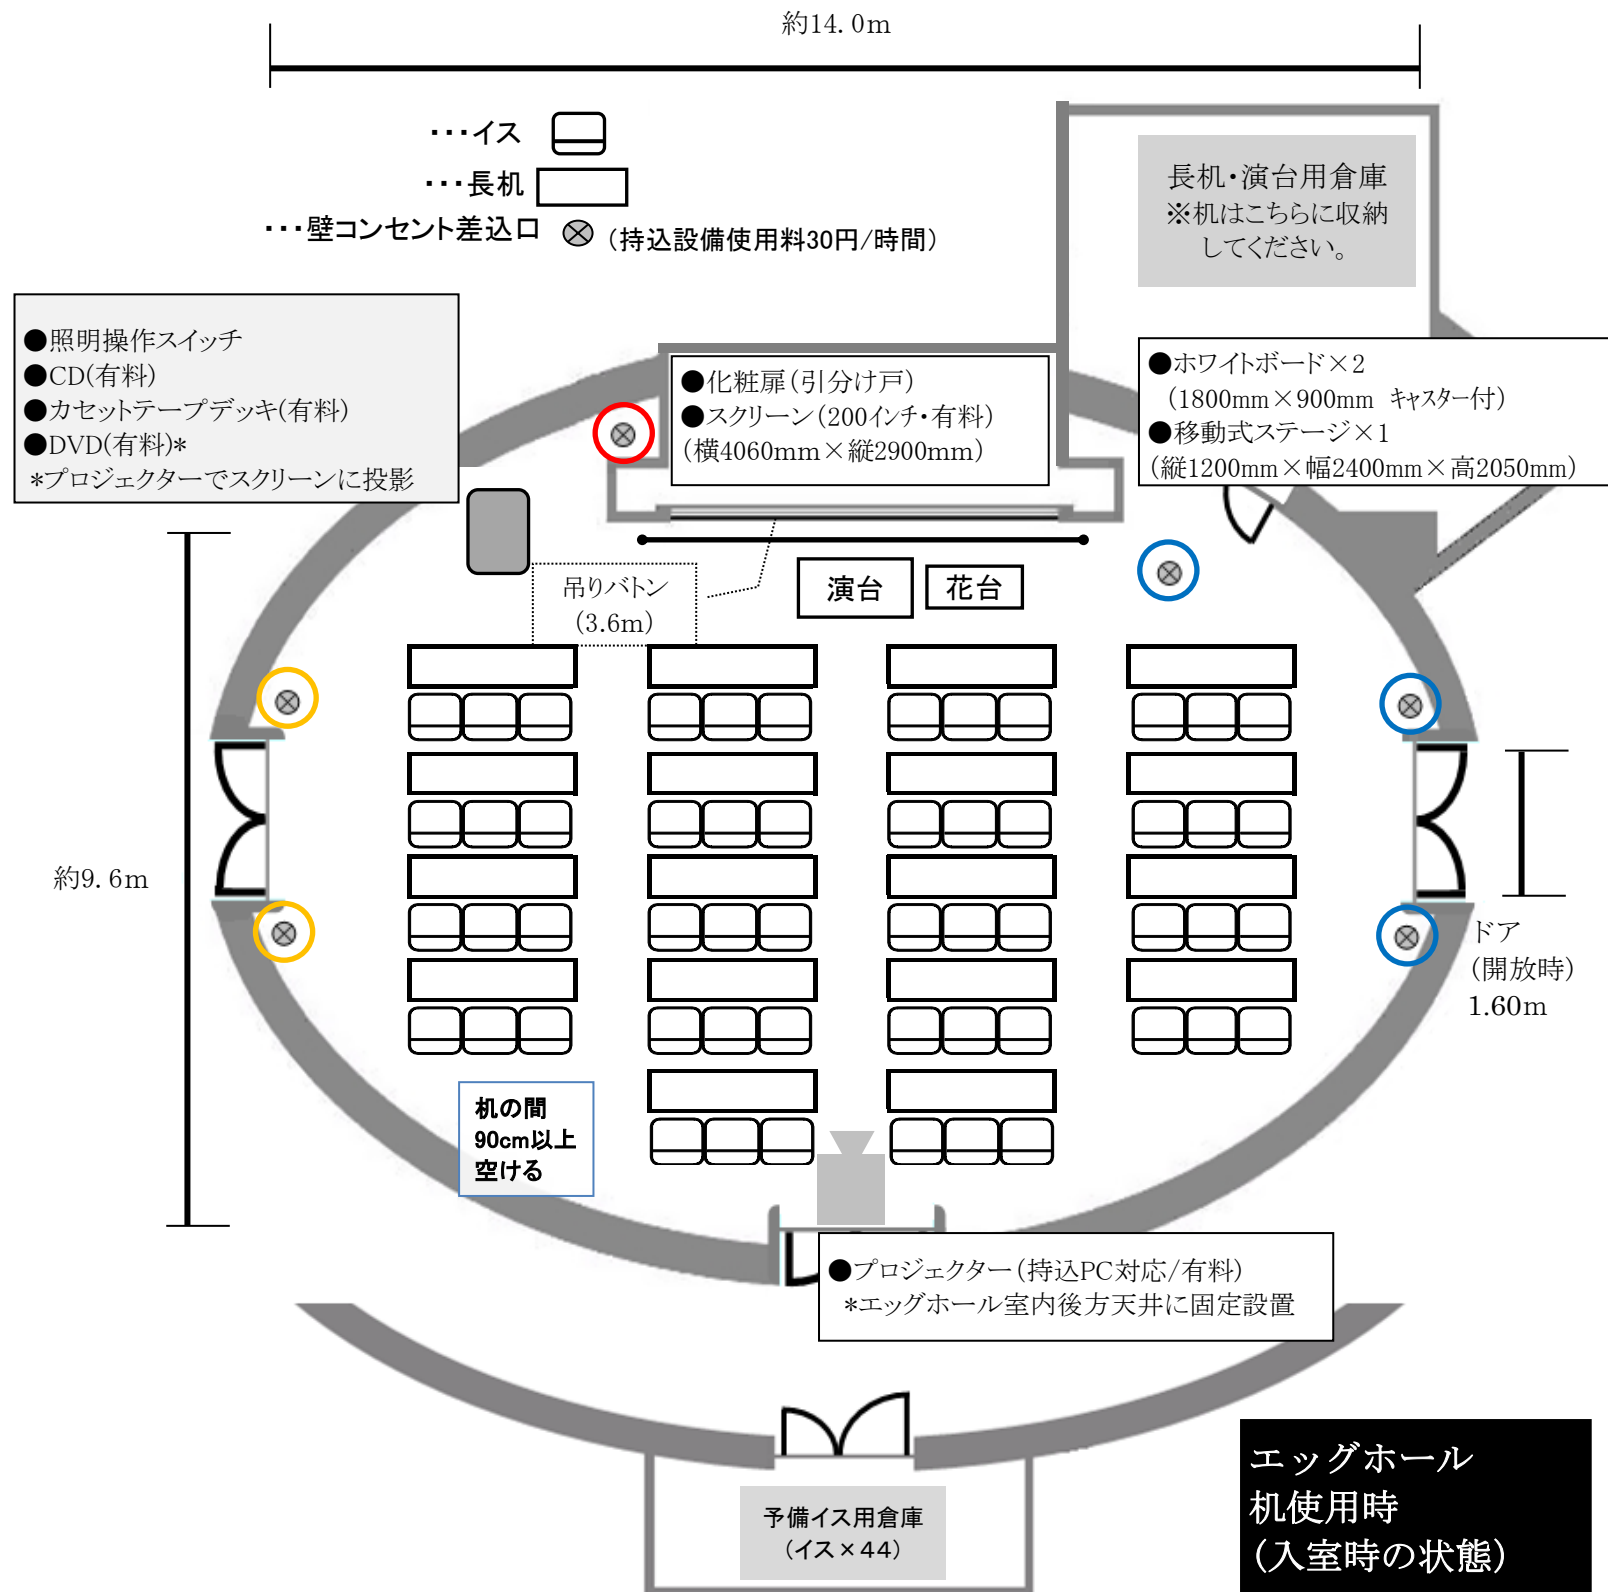 約14.0m
・・・イス
・・・長机
・・・壁コンセント差込口 (持込設備使用料30円/時間)
長机・演台用倉庫
※机はこちらに収納
してください。
●照明操作スイッチ
●CD(有料)
●カセットテープデッキ(有料)
●DVD(有料)*
*プロジェクターでスクリーンに投影
●化粧扉(引分け戸)
●スクリーン(200インチ・有料)
(横4060mm×縦2900mm)
●ホワイトボード×2
(1800mm×900mm キャスター付)
●移動式ステージ×1
(縦1200mm×幅2400mm×高2050mm)
吊りバトン
(3.6m)
演台
花台
約9.6m
ドア
(開放時)
1.60m
机の間
90cm以上
空ける
●プロジェクター(持込PC対応/有料)
*エッグホール室内後方天井に固定設置
予備イス用倉庫
(イス×44)
エッグホール
机使用時
(入室時の状態)